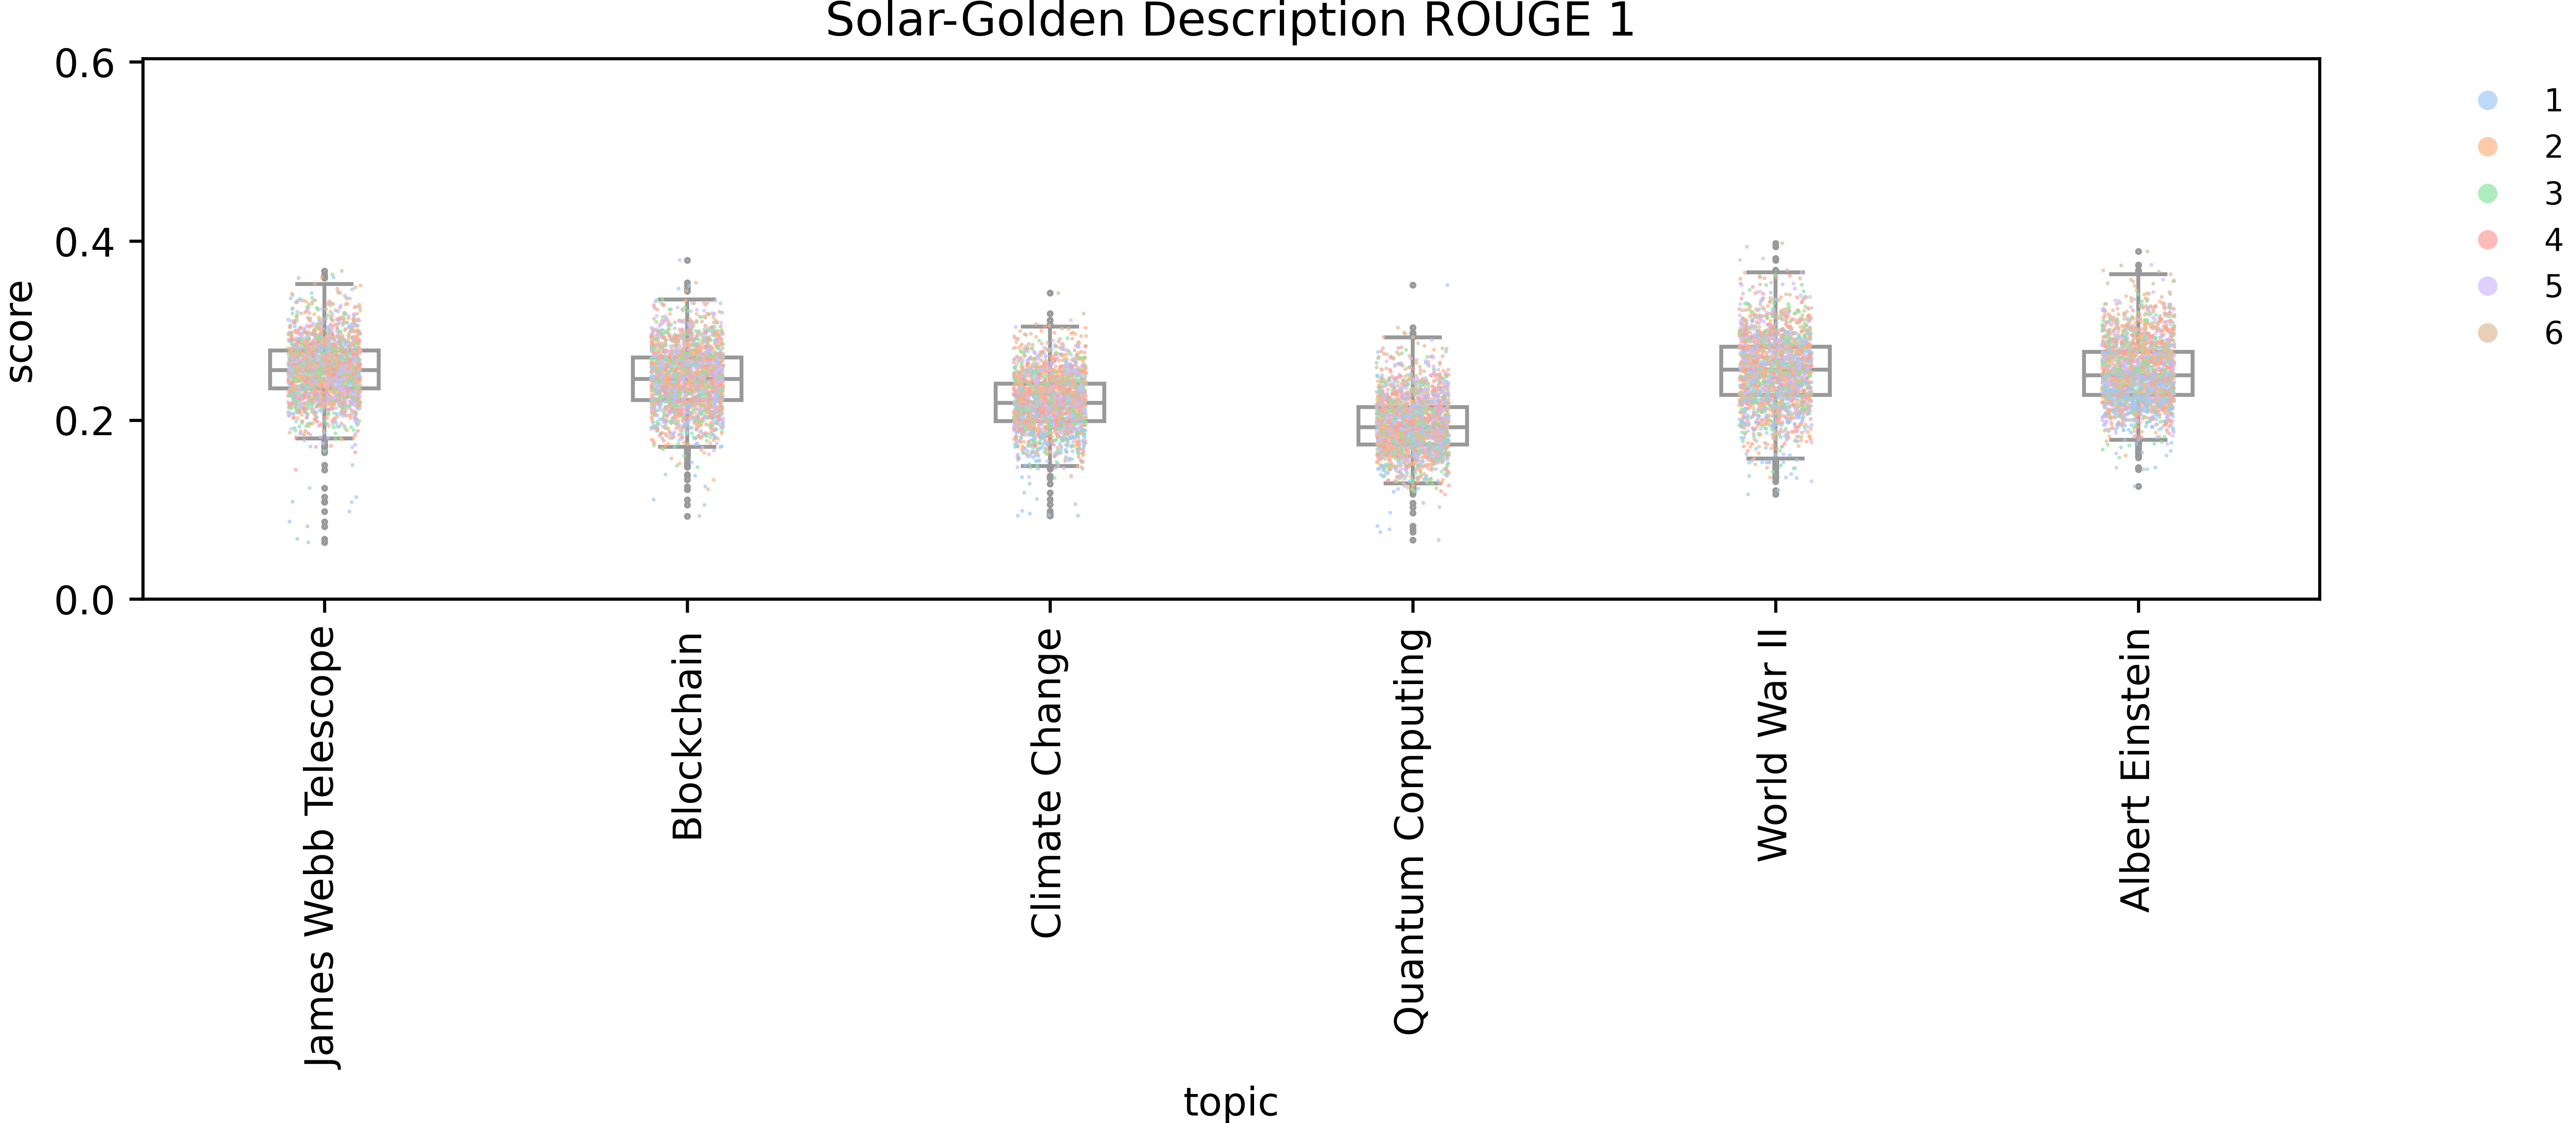 Solar-Golden Description ROUGE 1
score
0.6
0.4
0.2
0.0
1
2
3
4
5
6
James Webb Telescope
Blockchain
Climate Change
Quantum Computing
World War II
Albert Einstein
topic